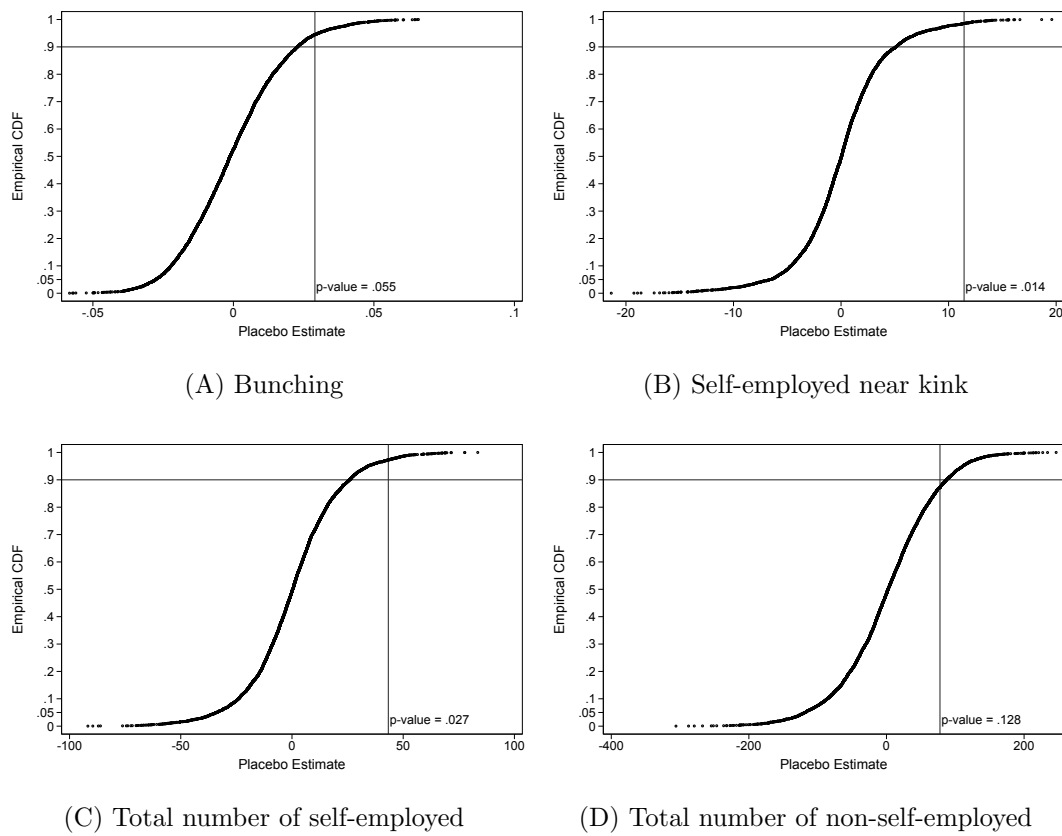 1
.9
.8
.7
.6
.5
.4
.3
.2
.1
.05
0
Empirical CDF
p-value = .055
-.05 0 .05 .1
Placebo Estimate
(A) Bunching
1
.9
.8
.7
.6
.5
.4
.3
.2
.1
.05
0
Empirical CDF
p-value = .014
-20 -10 0 10 20
Placebo Estimate
(B) Self-employed near kink
1
.9
.8
.7
.6
.5
.4
.3
.2
.1
.05
0
Empirical CDF
p-value = .027
-100 -50 0 50 100
Placebo Estimate
(C) Total number of self-employed
1
.9
.8
.7
.6
.5
.4
.3
.2
.1
.05
0
Empirical CDF
p-value = .128
-400 -200 0 200
Placebo Estimate
(D) Total number of non-self-employed